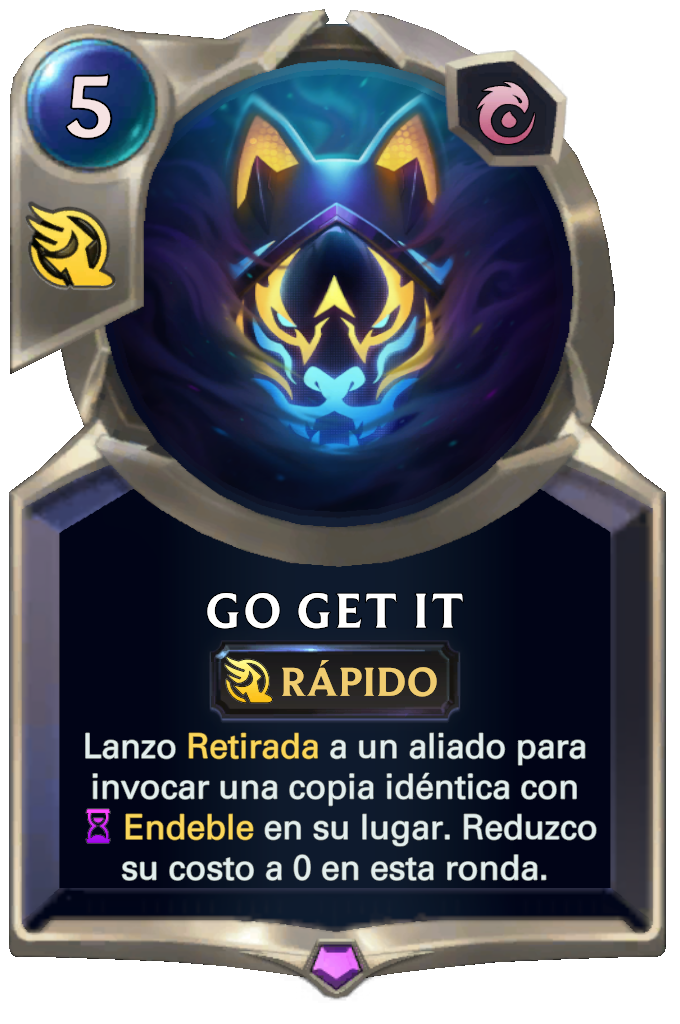 5
GO GET IT
RÁPIDO
Lanzo Retirada a un aliado para
invocar una copia idéntica con
Endeble en su lugar. Reduzco
su costo a 0 en esta ronda.